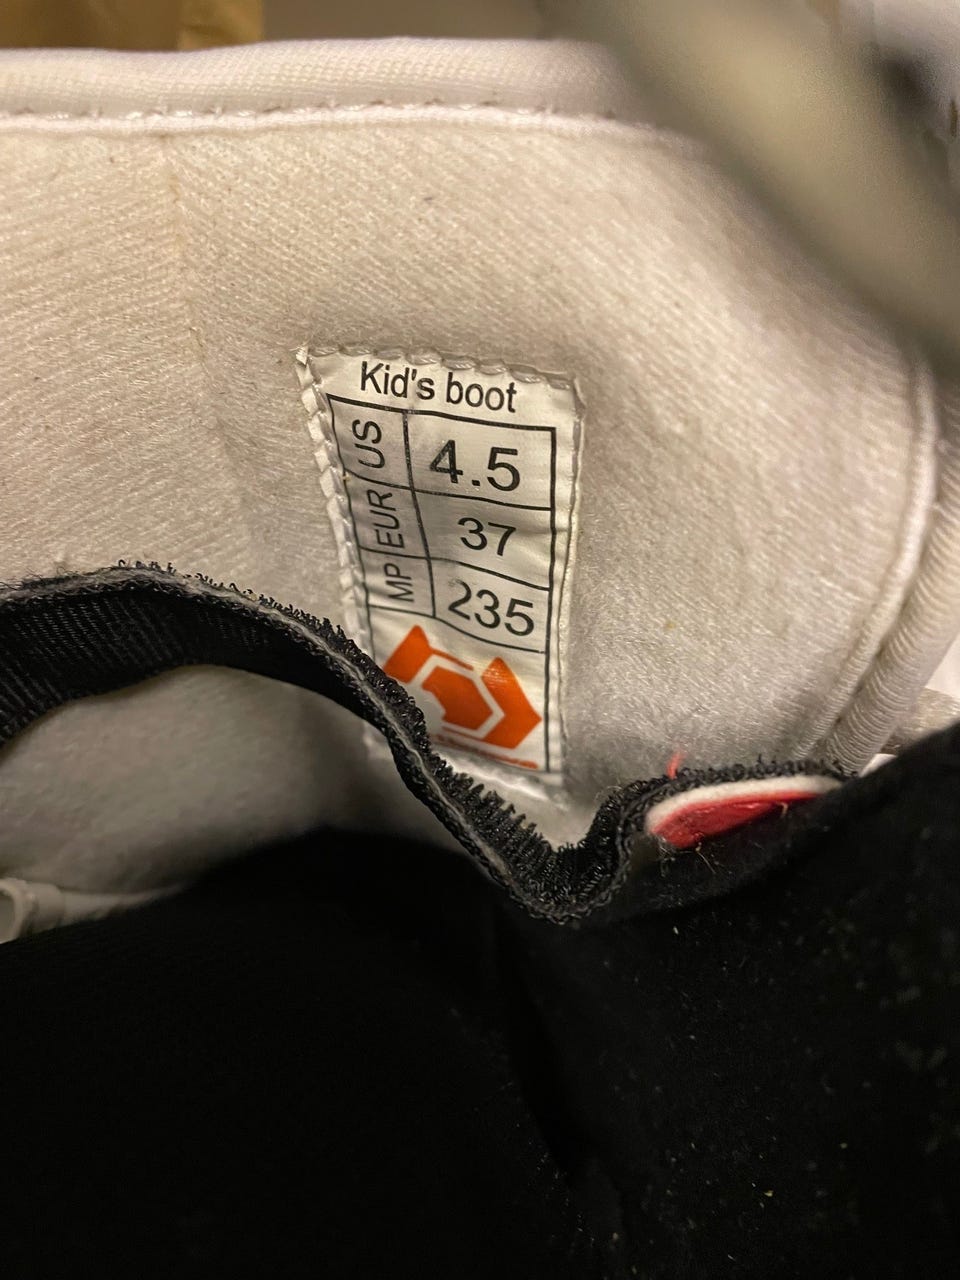 Kid's boot
US 4.5
EUR 37
MP 235